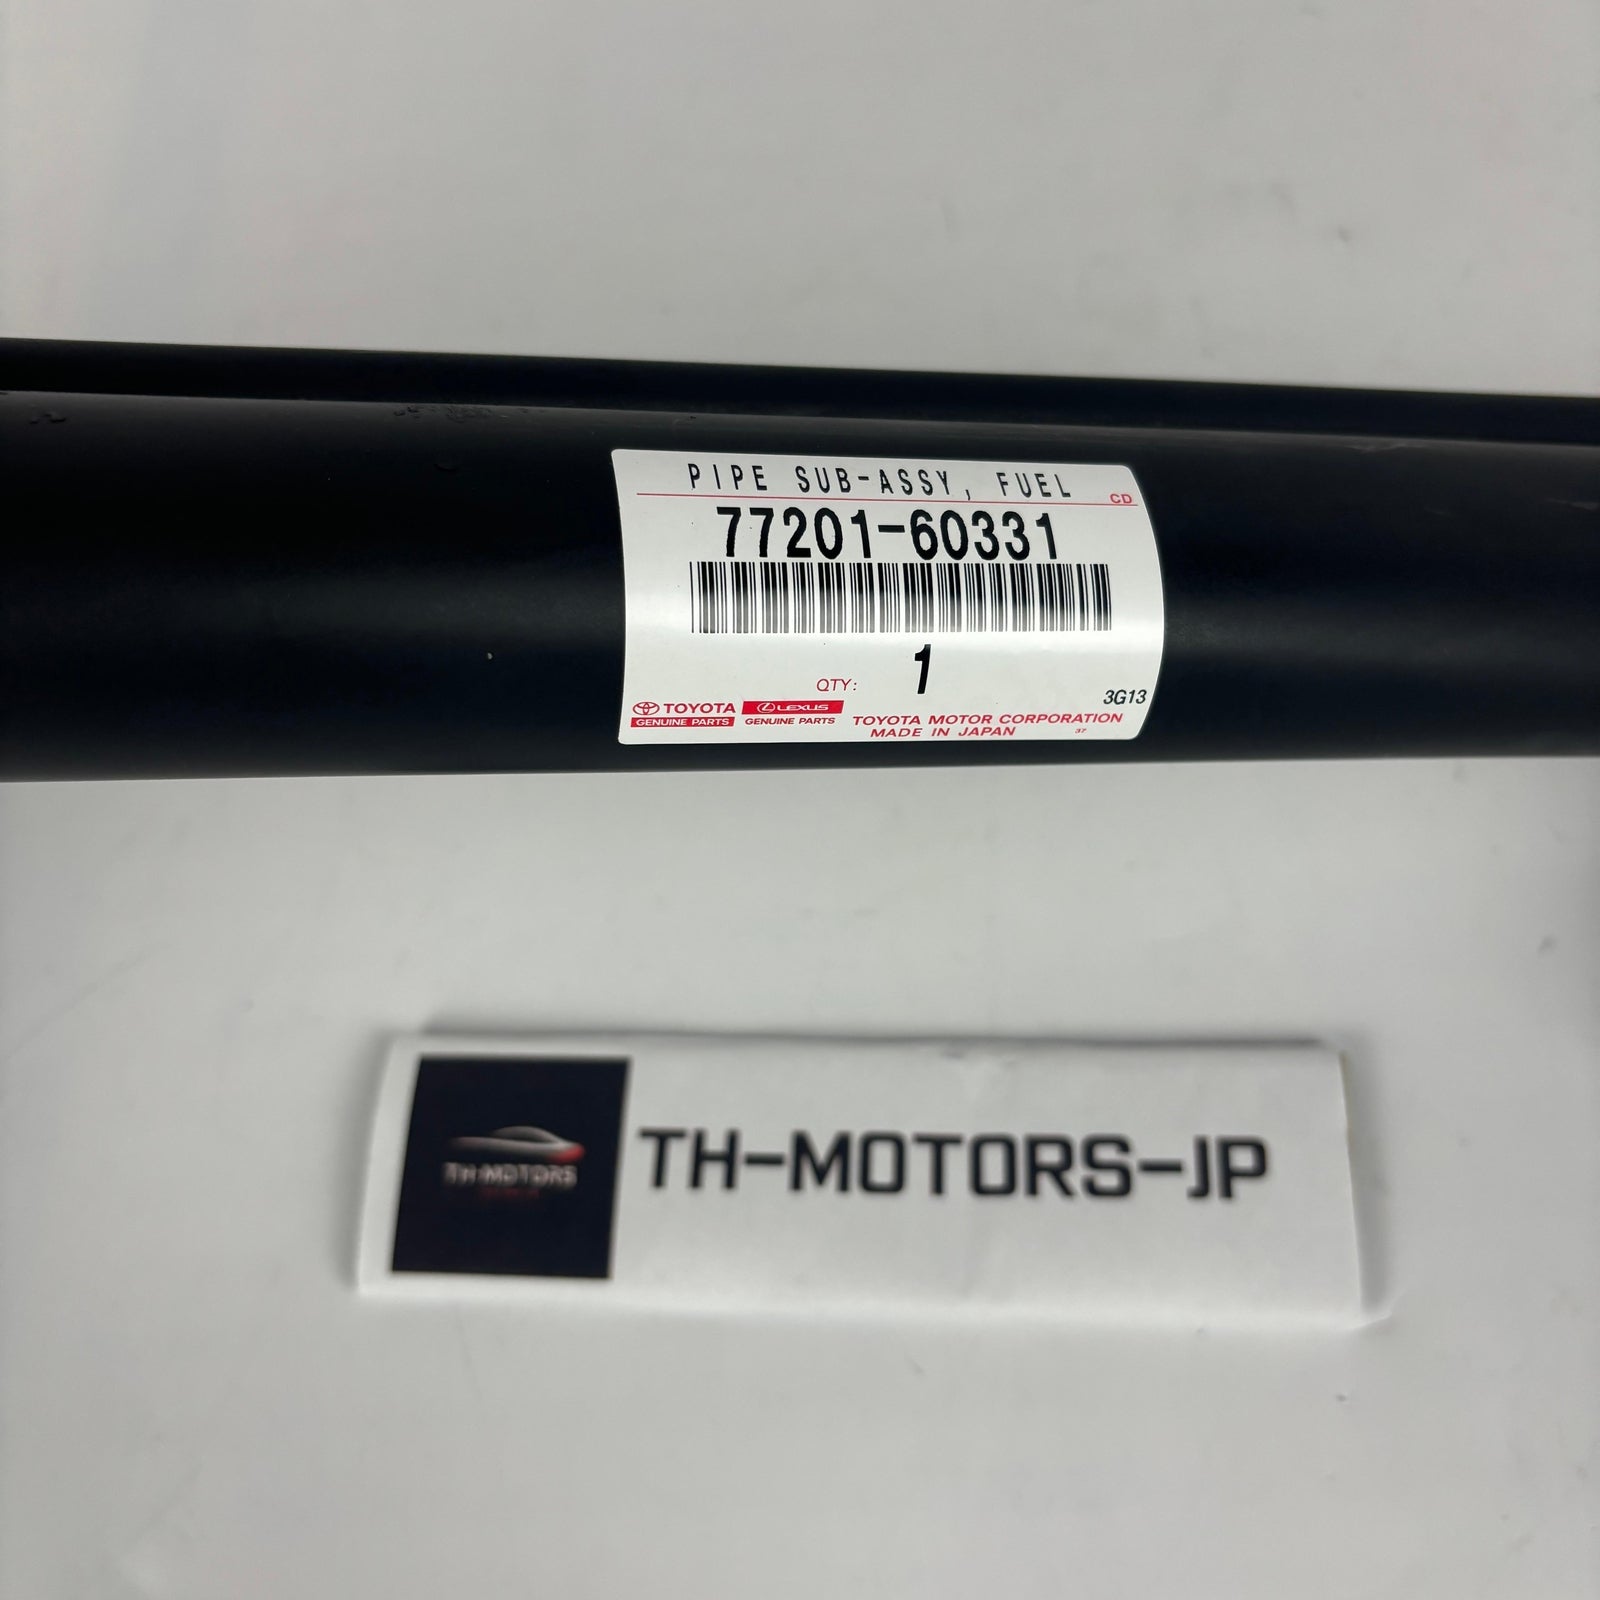 PIPE SUB-ASSY, FUEL
CD
77201-60331
QTY: 1
3G13
TOYOTA LEXUS
GENUINE PARTS GENUINE PARTS
TOYOTA MOTOR CORPORATION
MADE IN JAPAN 37
TH-MOTORS
TH-MOTORS-JP